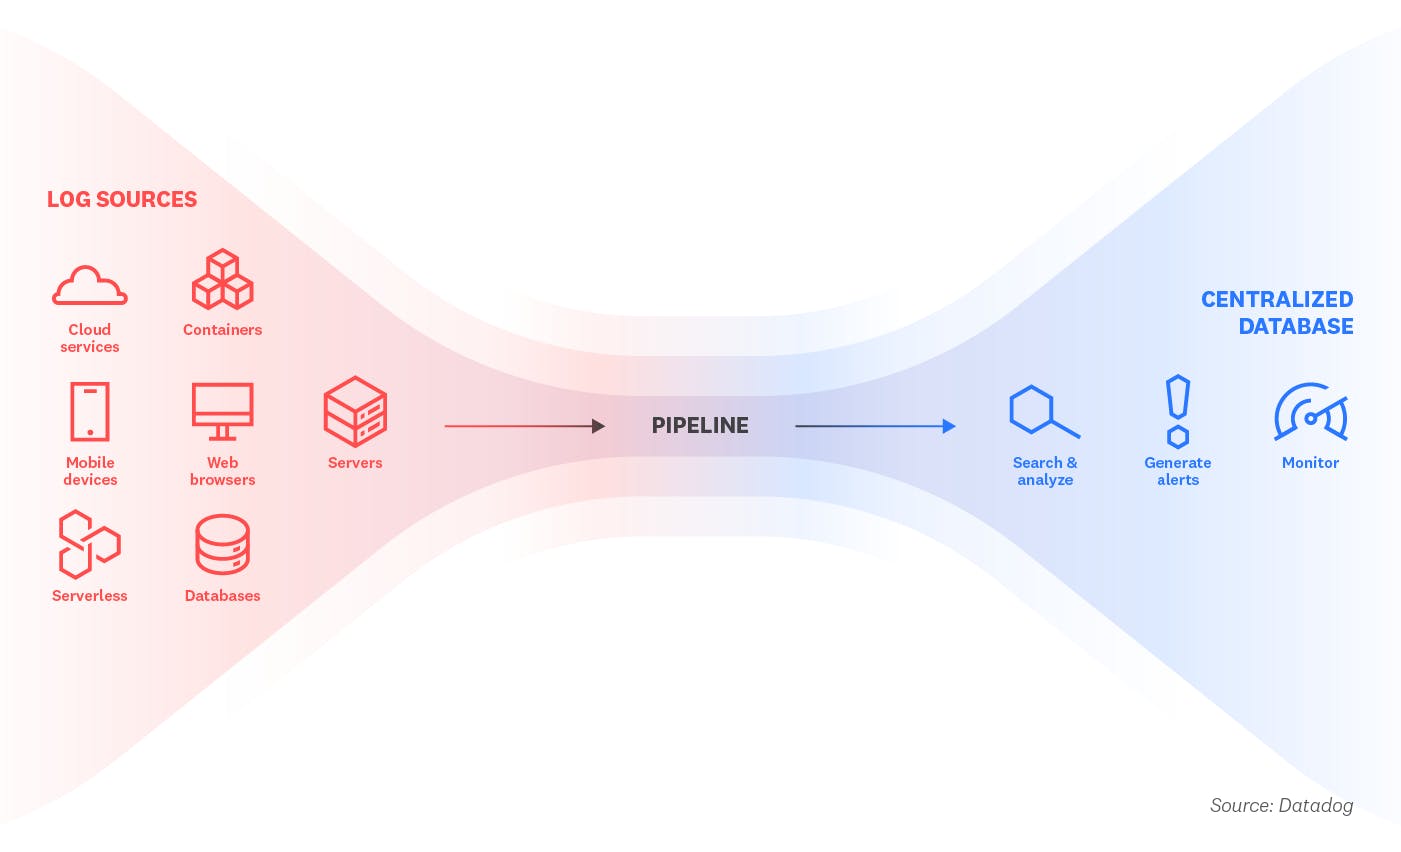 LOG SOURCES
Cloud
services
Containers
Mobile
devices
Web
browsers
Servers
Serverless
Databases
PIPELINE
CENTRALIZED
DATABASE
Search &
analyze
Generate
alerts
Monitor
Source: Datadog